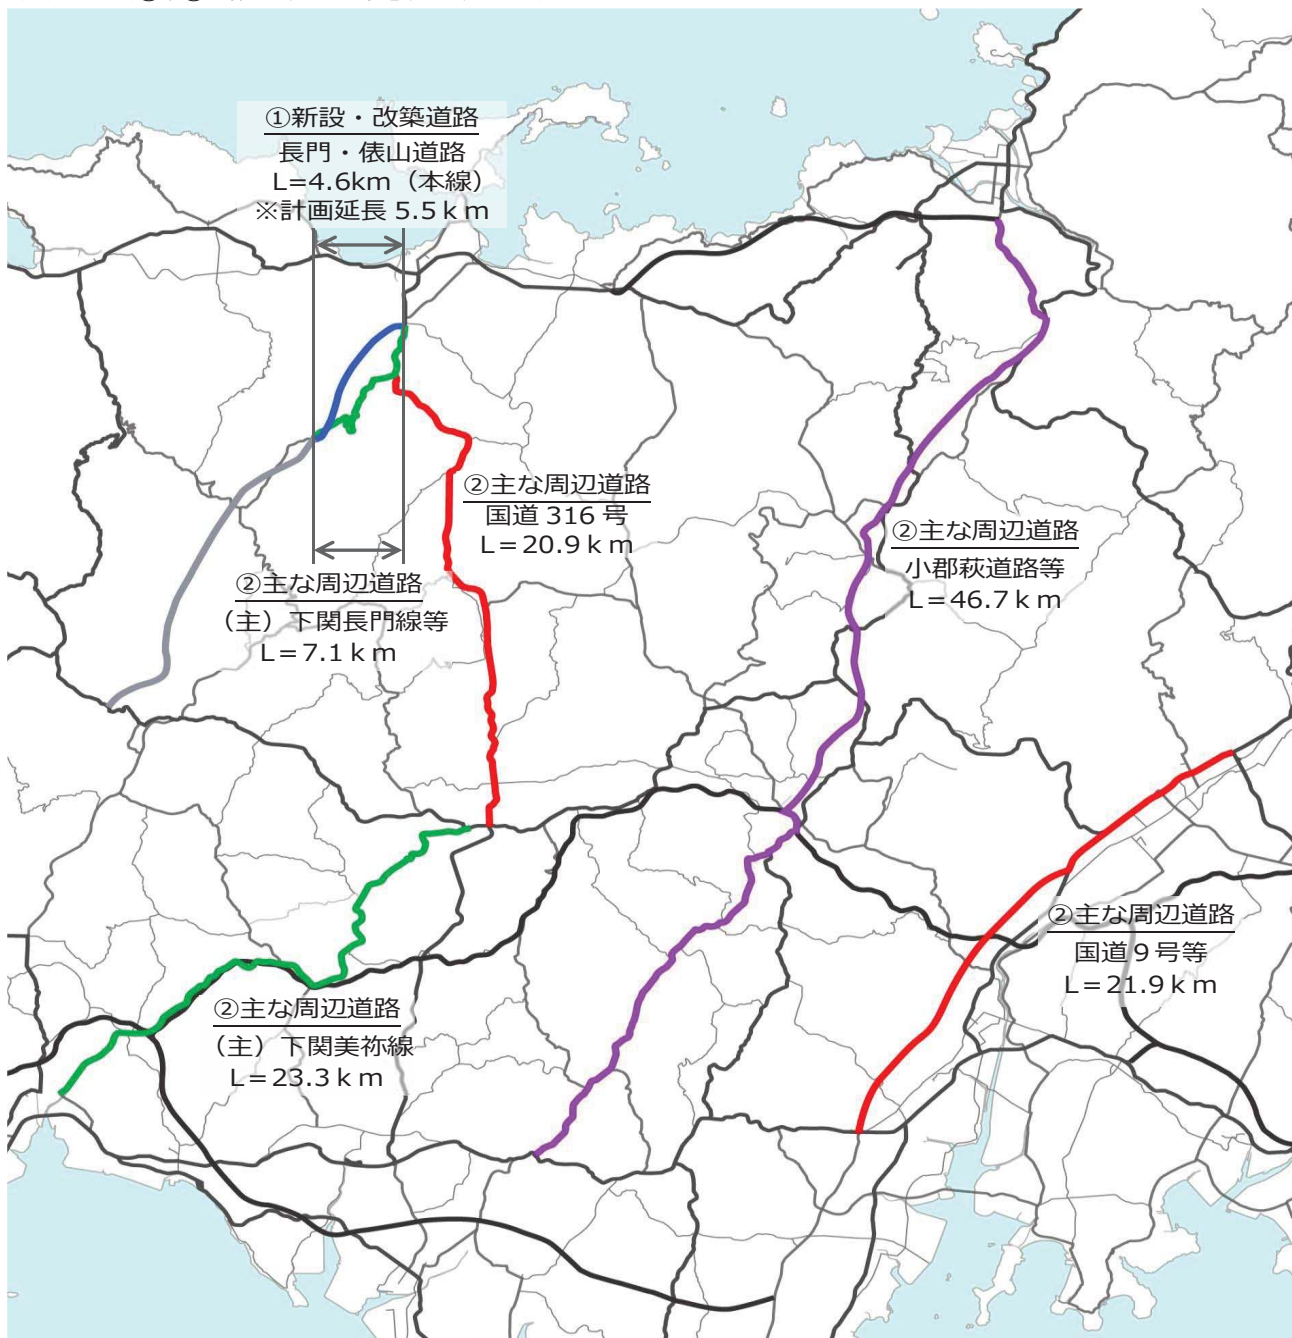 ①新設・改築道路
長門・俵山道路
L=4.6km（本線）
※計画延長 5.5ｋｍ
②主な周辺道路
国道 316 号
L＝20.9ｋｍ
②主な周辺道路
（主）下関長門線等
L＝7.1ｋｍ
②主な周辺道路
小郡萩道路等
L＝46.7ｋｍ
②主な周辺道路
国道９号等
L＝21.9ｋｍ
②主な周辺道路
（主）下関美祢線
L＝23.3ｋｍ